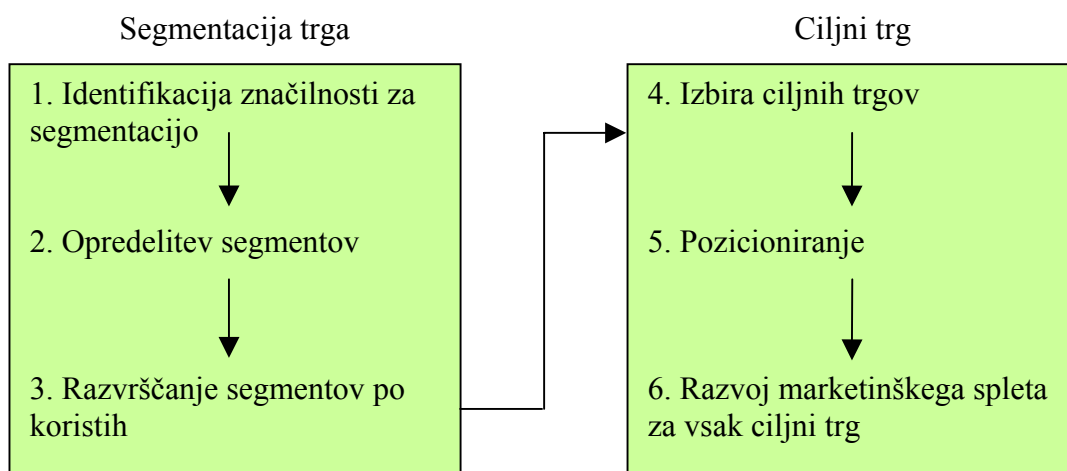 Segmentacija trga
1. Identifikacija značilnosti za
segmentacijo
2. Opredelitev segmentov
3. Razvrščanje segmentov po
koristih
Ciljni trg
4. Izbira ciljnih trgov
5. Pozicioniranje
6. Razvoj marketinškega spleta
za vsak ciljni trg